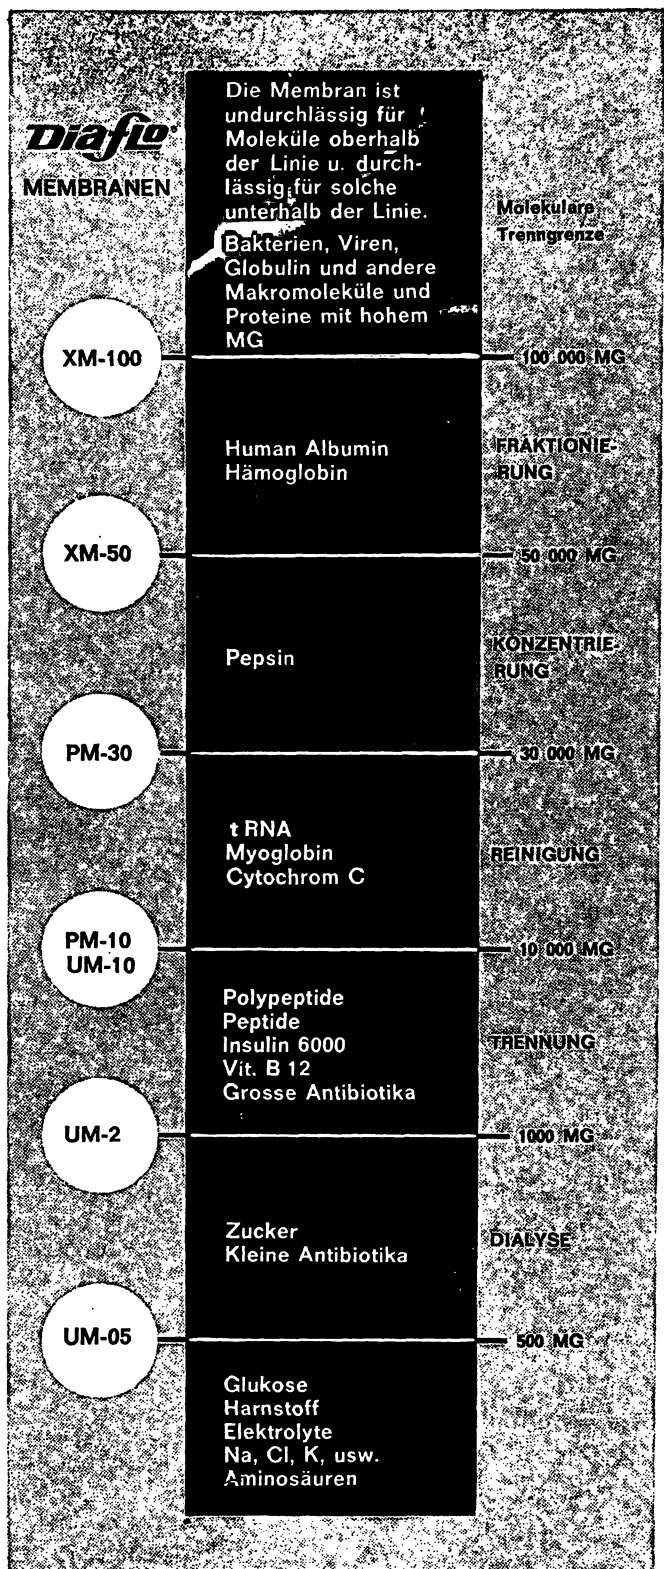 Diaflo
MEMBRANEN
Die Membran ist
undurchlässig für
Moleküle oberhalb
der Linie u. durch-
lässig für solche
unterhalb der Linie.
Molekulare
Trenngrenze
Bakterien, Viren,
Globulin und andere
Makromoleküle und
Proteine mit hohem
MG
XM-100
100 000 MG
Human Albumin
Hämoglobin
FRAKTIONIE-
RUNG
XM-50
50 000 MG
Pepsin
KONZENTRIE-
RUNG
PM-30
30 000 MG
t RNA
Myoglobin
Cytochrom C
REINIGUNG
PM-10
UM-10
10 000 MG
Polypeptide
Peptide
Insulin 6000
Vit. B 12
Grosse Antibiotika
TRENNUNG
UM-2
1000 MG
Zucker
Kleine Antibiotika
DIALYSE
UM-05
500 MG
Glukose
Harnstoff
Elektrolyte
Na, Cl, K, usw.
Aminosäuren